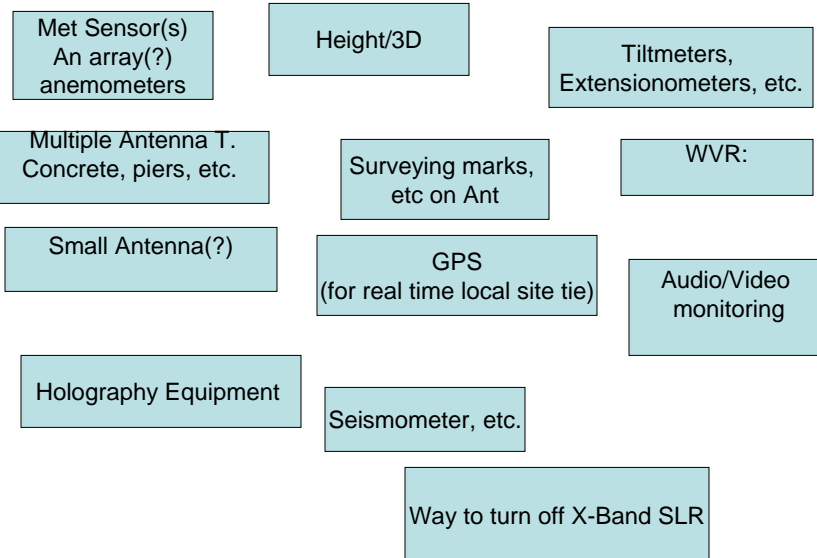 Met Sensor(s)
An array(?)
anemometers
Height/3D
Tiltmeters,
Extensionometers, etc.
Multiple Antenna T.
Concrete, piers, etc.
Surveying marks,
etc on Ant
WVR:
Small Antenna(?)
GPS
(for real time local site tie)
Audio/Video
monitoring
Holography Equipment
Seismometer, etc.
Way to turn off X-Band SLR